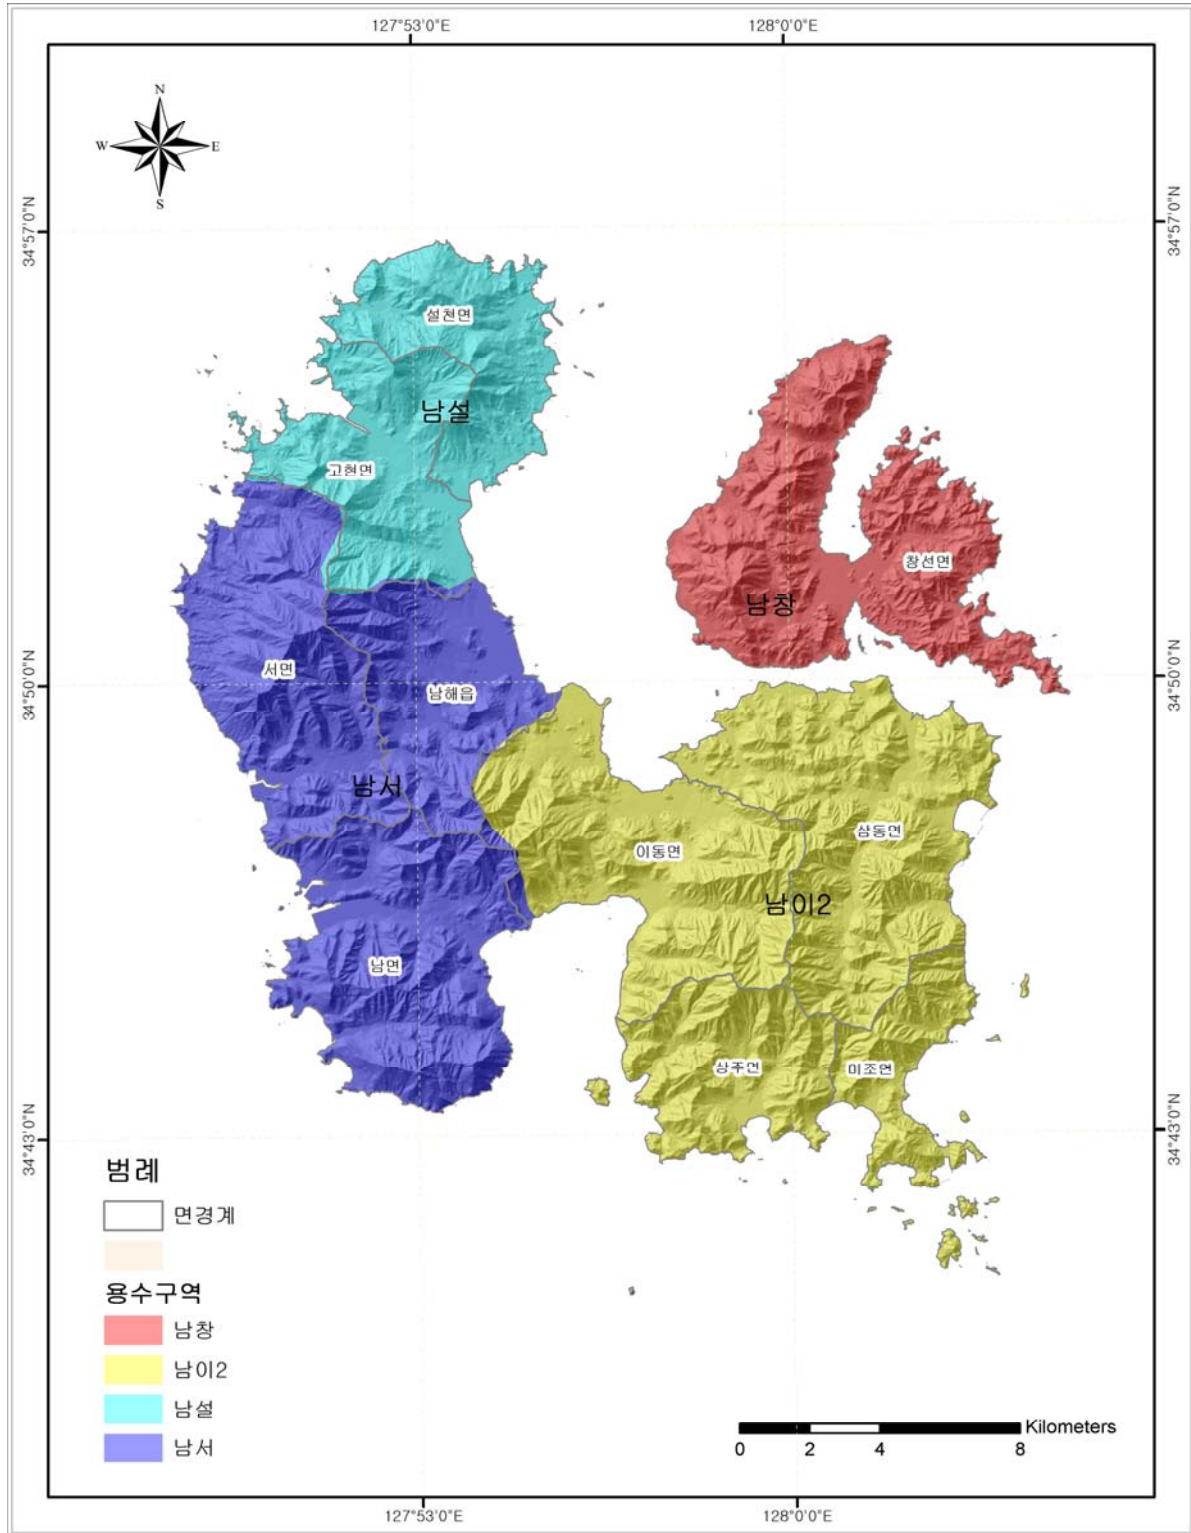 127°53'0"E
128°0'0"E
N
W
E
S
34°57'0"N
34°57'0"N
설천면
남설
고현면
창선면
남창
서면
남해읍
34°50'0"N
34°50'0"N
남서
삼동면
이동면
남이2
남면
상주면
미조면
34°43'0"N
34°43'0"N
범례
면경계
용수구역
남창
남이2
남설
남서
Kilometers
0 2 4 8
127°53'0"E
128°0'0"E